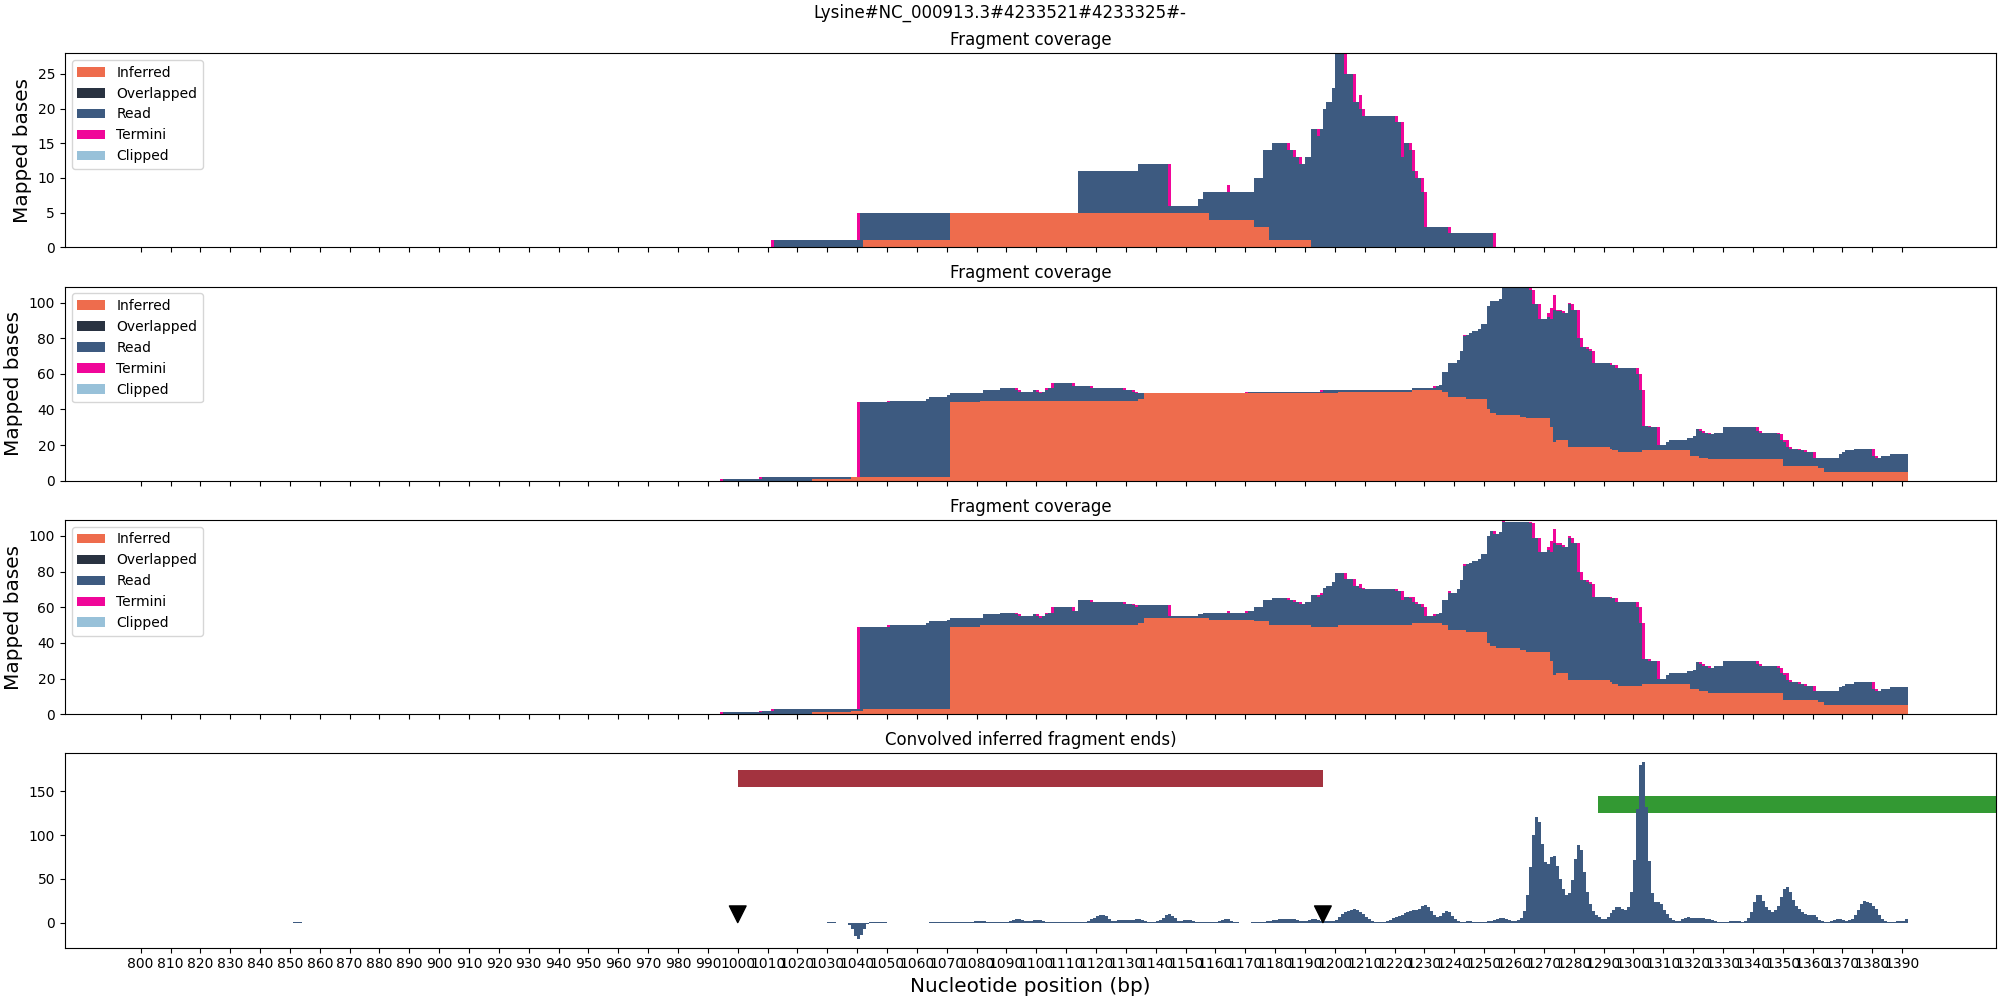 Lysine#NC_000913.3#4233521#4233325#-
Fragment coverage
Mapped bases
25
20
15
10
5
0
Inferred
Overlapped
Read
Termini
Clipped
Fragment coverage
Mapped bases
100
80
60
40
20
0
Inferred
Overlapped
Read
Termini
Clipped
Fragment coverage
Mapped bases
100
80
60
40
20
0
Inferred
Overlapped
Read
Termini
Clipped
Convolved inferred fragment ends)
150
100
50
0
800 810 820 830 840 850 860 870 880 890 900 910 920 930 940 950 960 970 980 990 1000 1010 1020 1030 1040 1050 1060 1070 1080 1090 1100 1110 1120 1130 1140 1150 1160 1170 1180 1190 1200 1210 1220 1230 1240 1250 1260 1270 1280 1290 1300 1310 1320 1330 1340 1350 1360 1370 1380 1390
Nucleotide position (bp)